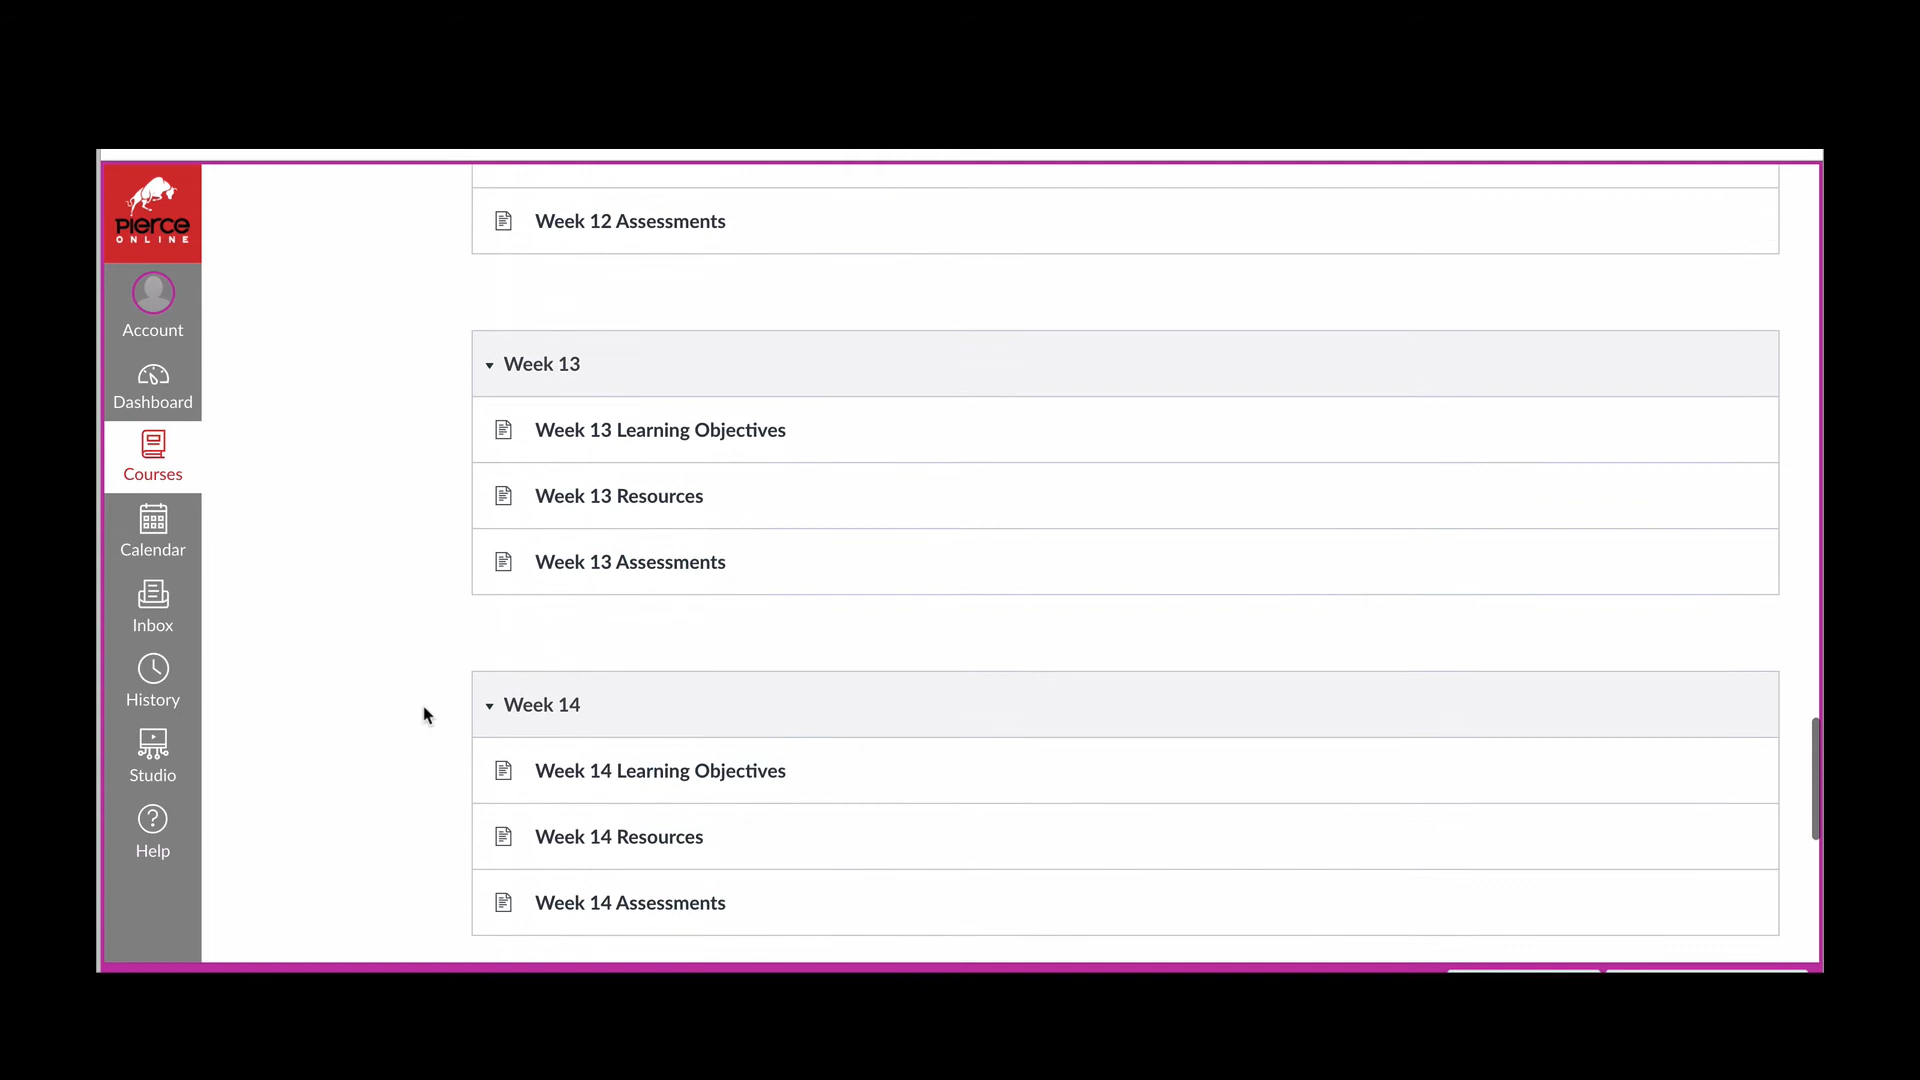 PIERCE
ONLINE
Account
Dashboard
Courses
Calendar
Inbox
History
Studio
Help
Week 12 Assessments
Week 13
Week 13 Learning Objectives
Week 13 Resources
Week 13 Assessments
Week 14
Week 14 Learning Objectives
Week 14 Resources
Week 14 Assessments